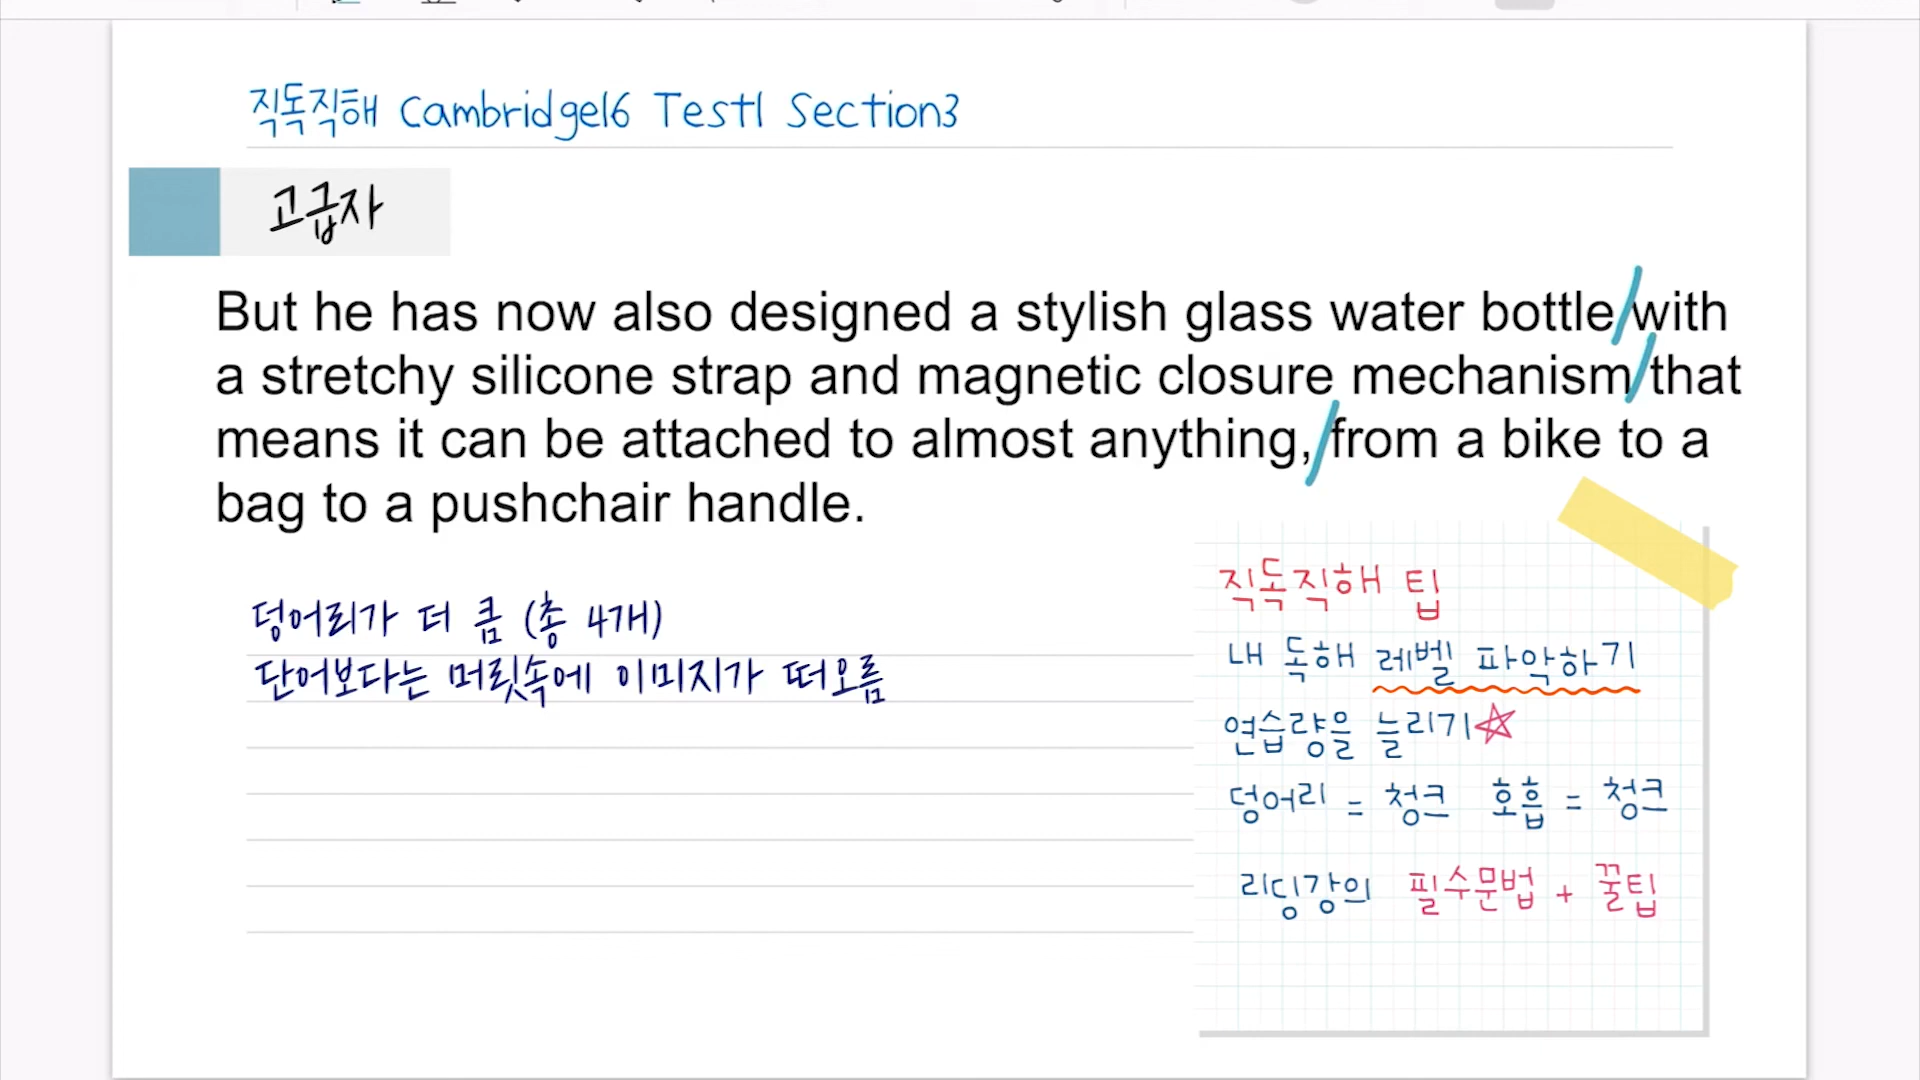 직독직해 Cambridge16 Test1 Section3
고급자
But he has now also designed a stylish glass water bottle/with
a stretchy silicone strap and magnetic closure mechanism/that
means it can be attached to almost anything,/from a bike to a
bag to a pushchair handle.
덩어리가 더 큼 (총 4개)
단어보다는 머릿속에 이미지가 떠오름
직독직해 팁
내 독해 레벨 파악하기
연습량을 늘리기☆
덩어리 = 청크 호흡 = 청크
리딩강의 필수문법 + 꿀팁